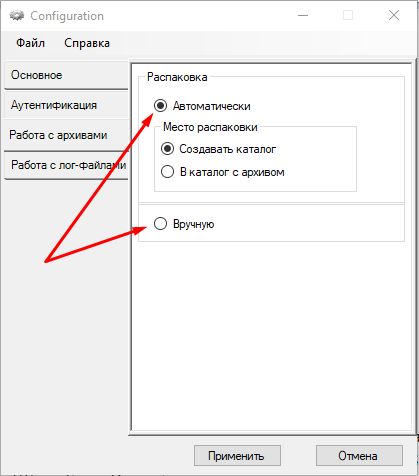 Configuration
Файл Справка
Основное
Аутентификация
Работа с архивами
Работа с лог-файлами
Распаковка
Автоматически
Место распаковки
Создавать каталог
В каталог с архивом
Вручную
Применить Отмена